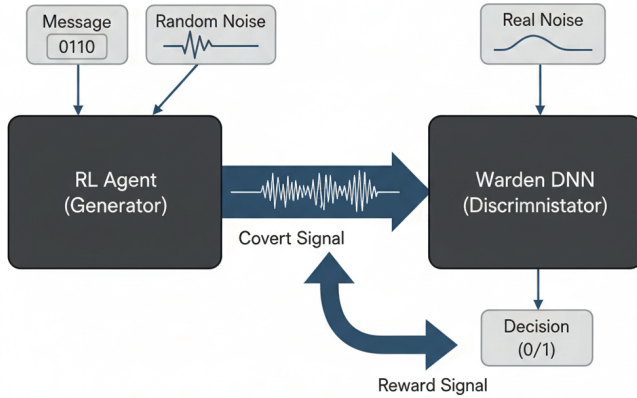 Message
0110
Random Noise
Real Noise
RL Agent
(Generator)
Warden DNN
(Discrimnistator)
Covert Signal
Decision
(0/1)
Reward Signal